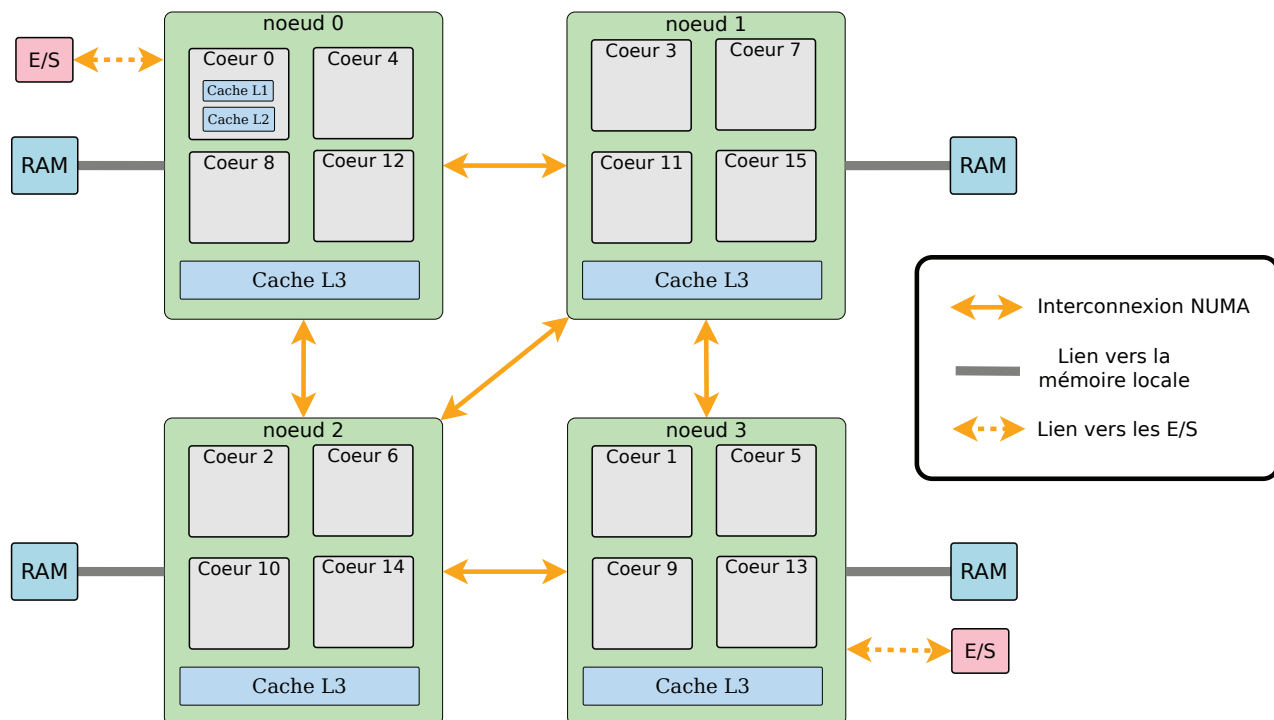 noeud 0
E/S
Coeur 0
Cache L1
Cache L2
Coeur 4
RAM
Coeur 8
Coeur 12
Cache L3
noeud 1
Coeur 3
Coeur 7
Coeur 11
Coeur 15
RAM
Cache L3
Interconnexion NUMA
Lien vers la
mémoire locale
Lien vers les E/S
noeud 2
Coeur 2
Coeur 6
RAM
Coeur 10
Coeur 14
Cache L3
noeud 3
Coeur 1
Coeur 5
Coeur 9
Coeur 13
RAM
E/S
Cache L3